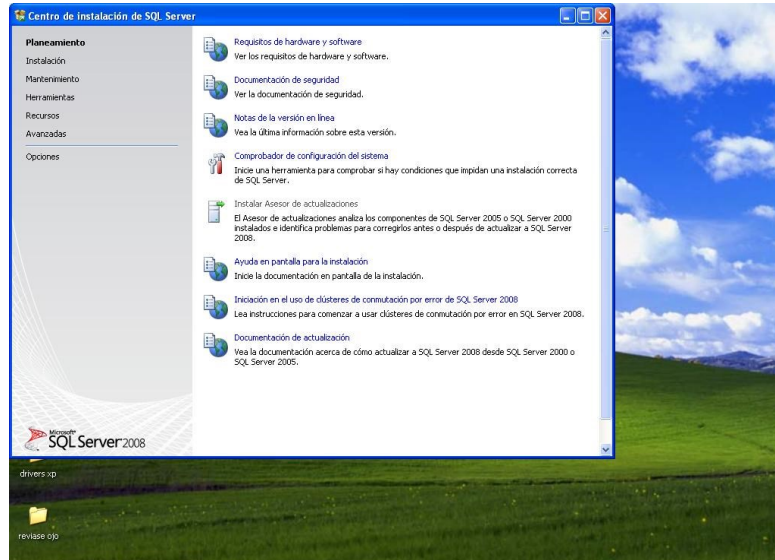 Centro de instalación de SQL Server
Planeamiento
Instalación
Mantenimiento
Herramientas
Recursos
Avanzadas
Opciones
Requisitos de hardware y software
Ver los requisitos de hardware y software.
Documentación de seguridad
Ver la documentación de seguridad.
Notas de la versión en línea
Vea la última información sobre esta versión.
Comprobador de configuración del sistema
Inicie una herramienta para comprobar si hay condiciones que impidan una instalación correcta
de SQL Server.
Instalar Asesor de actualizaciones
El Asesor de actualizaciones analiza los componentes de SQL Server 2005 o SQL Server 2000
instalados e identifica problemas para corregirlos antes o después de actualizar a SQL Server
2008.
Ayuda en pantalla para la instalación
Inicie la documentación en pantalla de la instalación.
Iniciación en el uso de clústeres de conmutación por error de SQL Server 2008
Lea instrucciones para comenzar a usar clústeres de conmutación por error en SQL Server 2008.
Documentación de actualización
Vea la documentación acerca de cómo actualizar a SQL Server 2008 desde SQL Server 2000 o
SQL Server 2005.
Microsoft
SQL Server 2008
drivers xp
reviase ojo